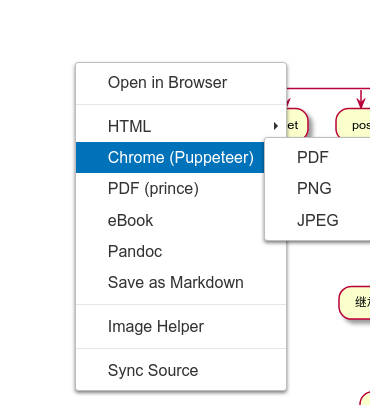 Open in Browser
HTML
Chrome (Puppeteer)
PDF (prince)
eBook
Pandoc
Save as Markdown
Image Helper
Sync Source
PDF
PNG
JPEG
et
pos
继